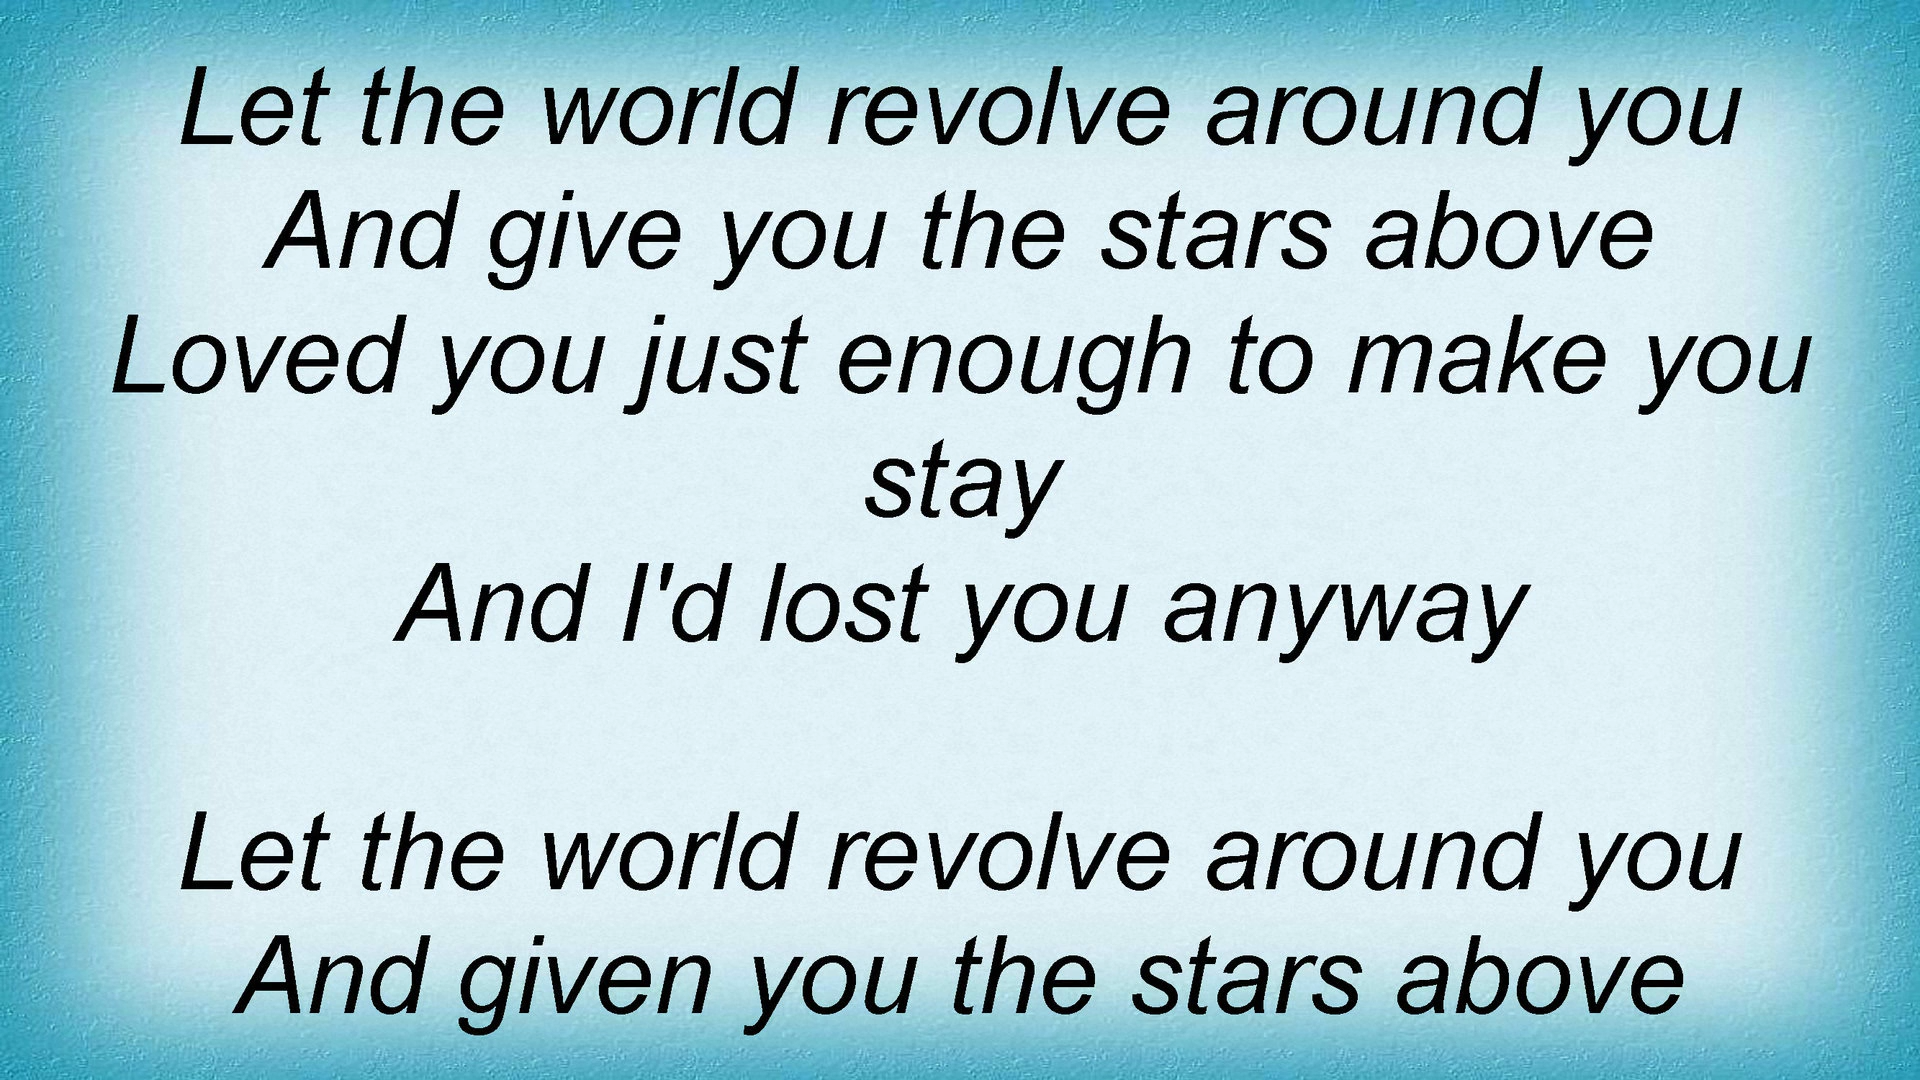 Let the world revolve around you
And give you the stars above
Loved you just enough to make you
stay
And I'd lost you anyway
Let the world revolve around you
And given you the stars above